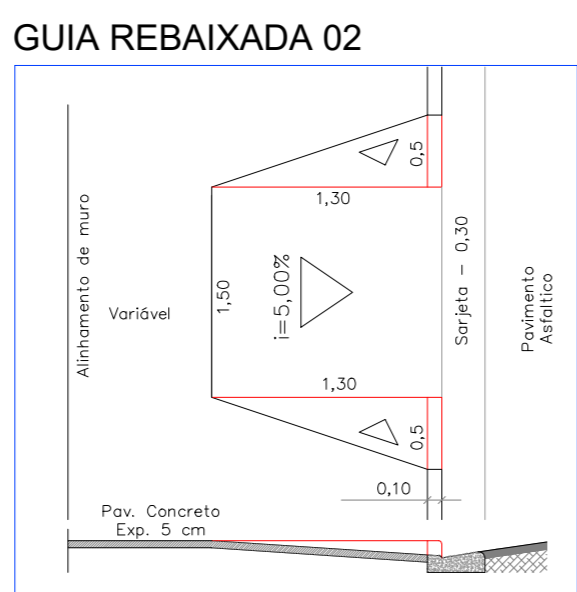 GUIA REBAIXADA 02
0,5
1,30
Alinhamento de muro
Variável
1,50
i=5,00%
Sarjeta - 0,30
Pavimento
Asfaltico
1,30
0,5
0,10
Pav. Concreto
Exp. 5 cm